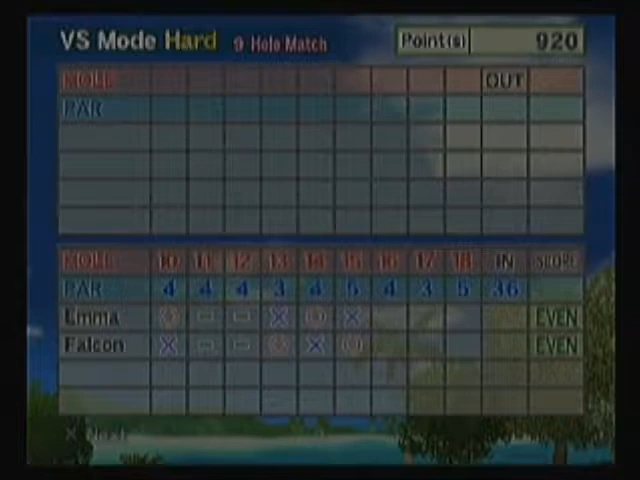 VS Mode Hard 9 Hole Match Point(s) 920
HOLE OUT
PAR
HOLE 10 11 12 13 14 15 16 17 18 IN SCORE
PAR 4 4 4 3 4 5 4 3 5 36
Emma ○ - - X ○ X EVEN
Falcon X - - ○ X ○ EVEN
X Next